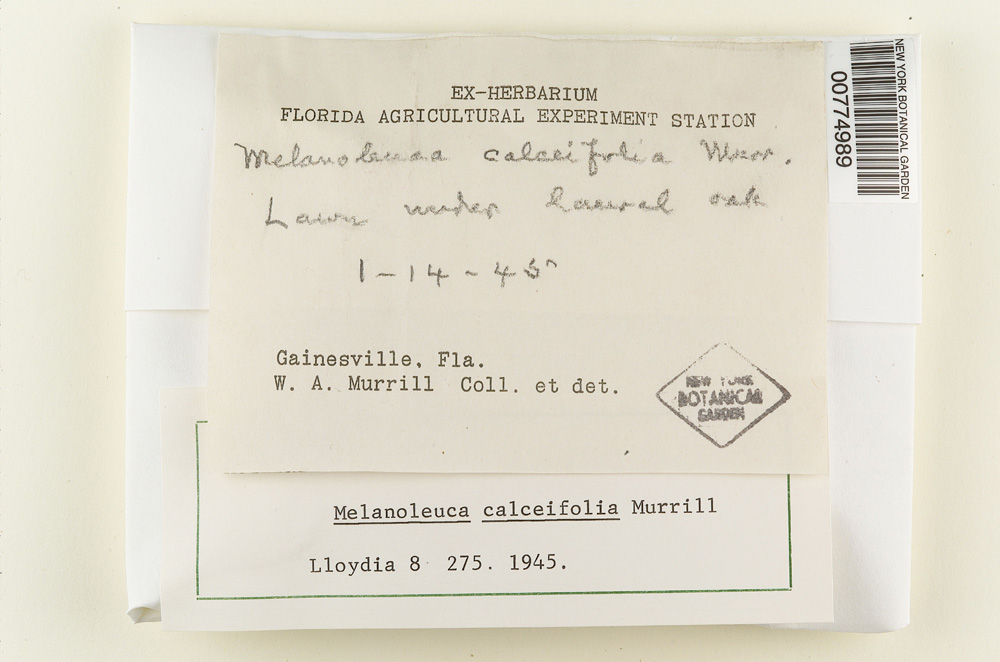 EX-HERBARIUM
FLORIDA AGRICULTURAL EXPERIMENT STATION
Melanoleuca calceifolia Murr.
Lawn under laurel oak
1-14-45
Gainesville, Fla.
W. A. Murrill Coll. et det.
NEW YORK
BOTANICAL
GARDEN
Melanoleuca calceifolia Murrill
Lloydia 8 275. 1945.
NEW YORK BOTANICAL GARDEN
00774989